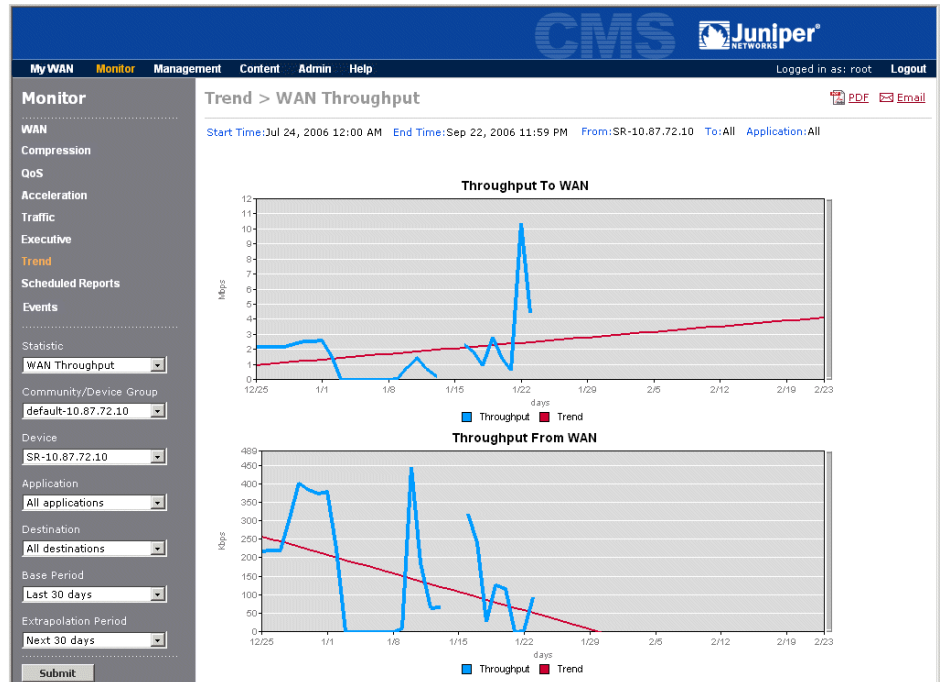 CMS
Juniper®
NETWORKS
My WAN Monitor Management Content Admin Help Logged in as: root Logout
Monitor
WAN
Compression
QoS
Acceleration
Traffic
Executive
Trend
Scheduled Reports
Events
Statistic
WAN Throughput
Community/Device Group
default-10.87.72.10
Device
SR-10.87.72.10
Application
All applications
Destination
All destinations
Base Period
Last 30 days
Extrapolation Period
Next 30 days
Submit
Trend > WAN Throughput
PDF Email
Start Time:Jul 24, 2006 12:00 AM End Time:Sep 22, 2006 11:59 PM From:SR-10.87.72.10 To:All Application:All
Throughput To WAN
Mbps
12
11
10
9
8
7
6
5
4
3
2
1
0
12/25 1/1 1/8 1/15 1/22 1/29 2/5 2/12 2/19 2/23
days
Throughput Trend
Throughput From WAN
Kbps
489
450
400
350
300
250
200
150
100
50
0
12/25 1/1 1/8 1/15 1/22 1/29 2/5 2/12 2/19 2/23
days
Throughput Trend